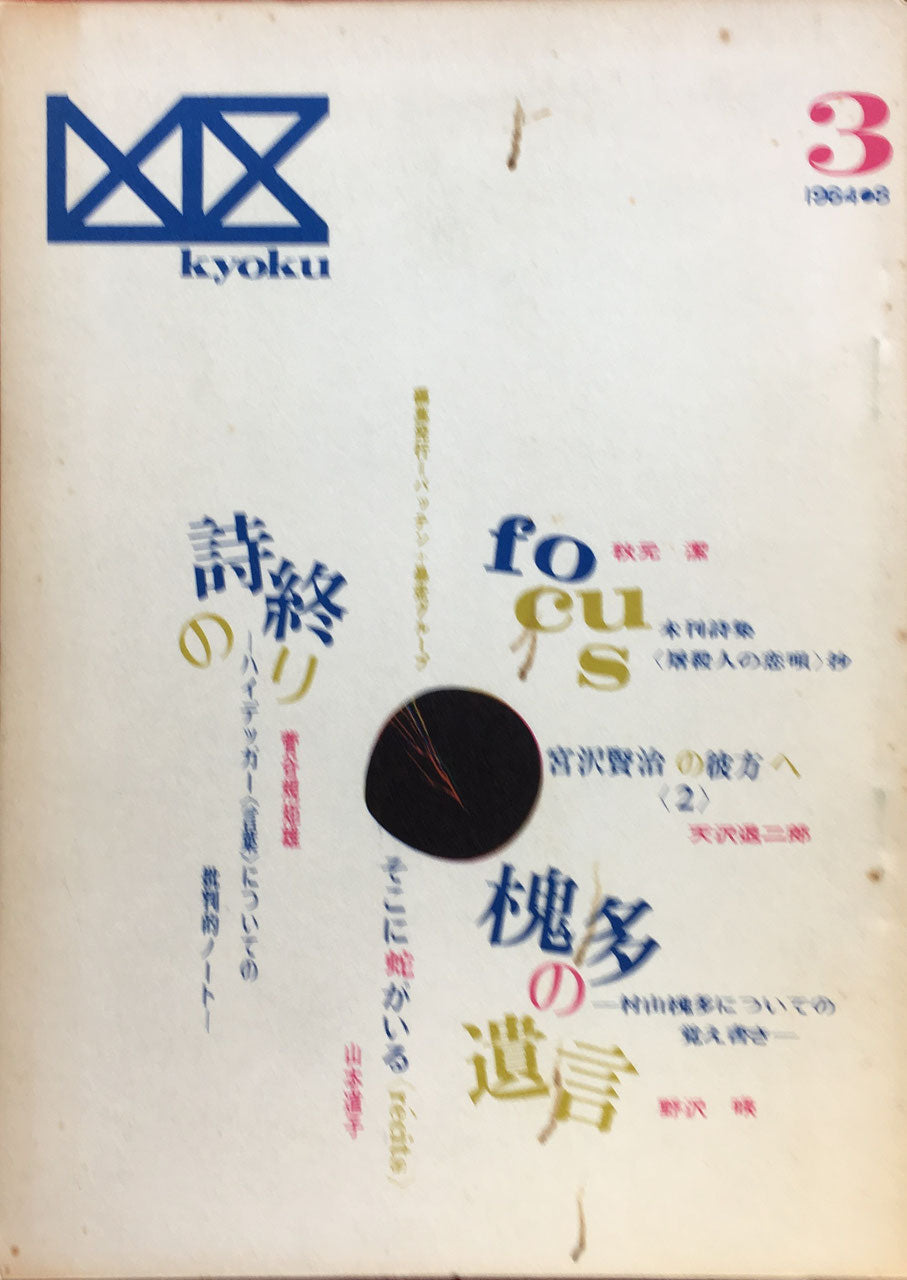 kyoku
3
1964●8
focus
秋元 潔
未刊詩集
〈屠殺人の恋唄〉抄
宮沢賢治の彼方へ
〈2〉
天沢退二郎
槐多の遺言
—村山槐多についての
覚え書き—
野沢 暎
そこに蛇がいる〈récits〉
山本道子
詩の終り
—ハイデッガー〈言葉〉についての
批判的ノート—
菅谷規矩雄